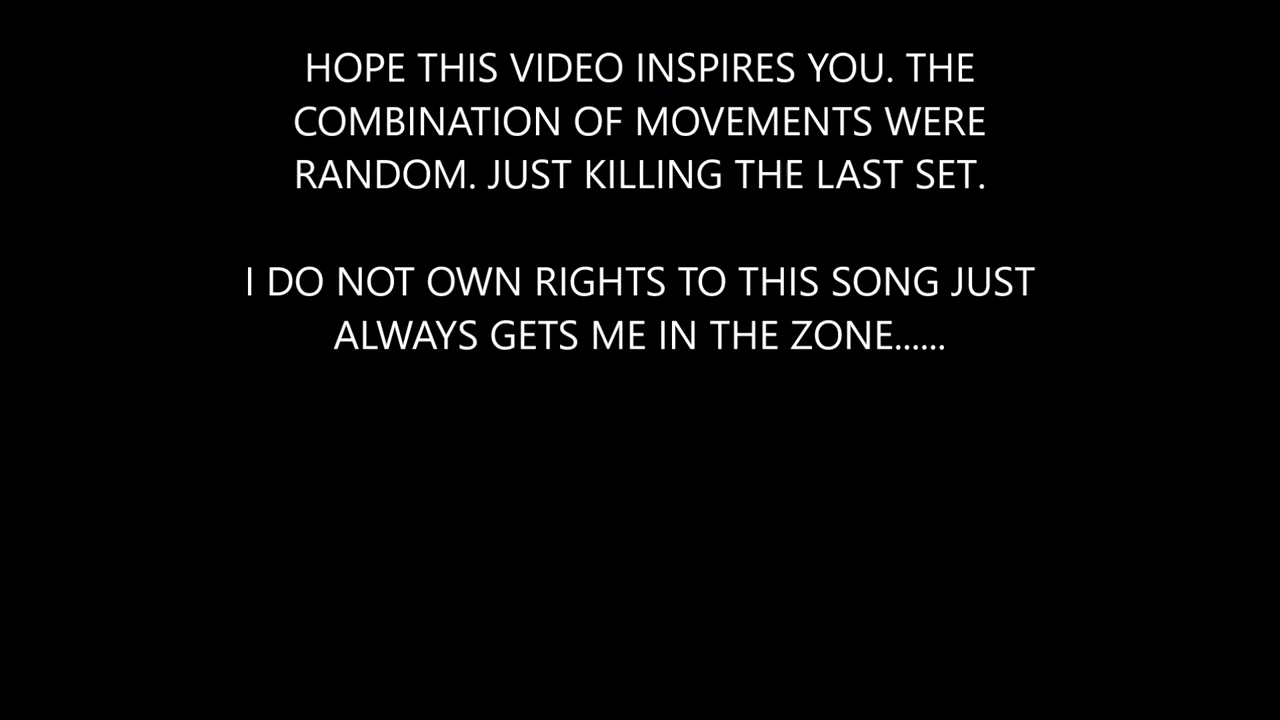 HOPE THIS VIDEO INSPIRES YOU. THE
COMBINATION OF MOVEMENTS WERE
RANDOM. JUST KILLING THE LAST SET.
I DO NOT OWN RIGHTS TO THIS SONG JUST
ALWAYS GETS ME IN THE ZONE......